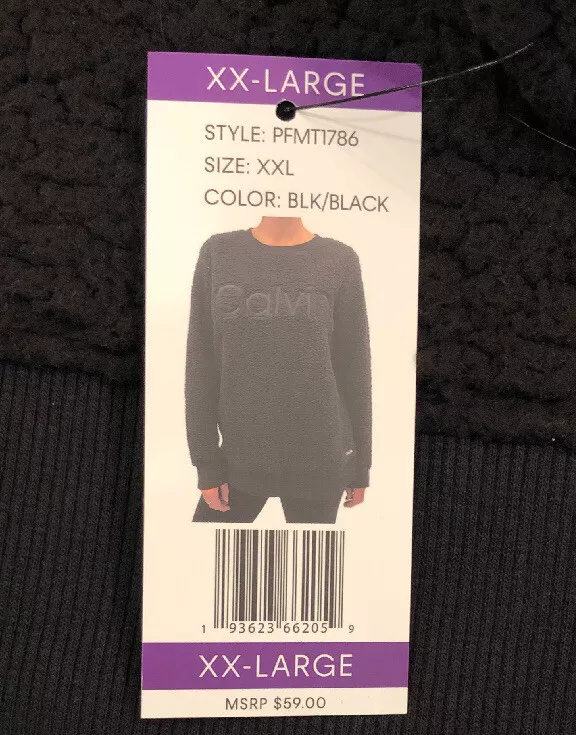 XX-LARGE
STYLE: PFMT1786
SIZE: XXL
COLOR: BLK/BLACK
Calvin
1 93623 66205 9
XX-LARGE
MSRP $59.00